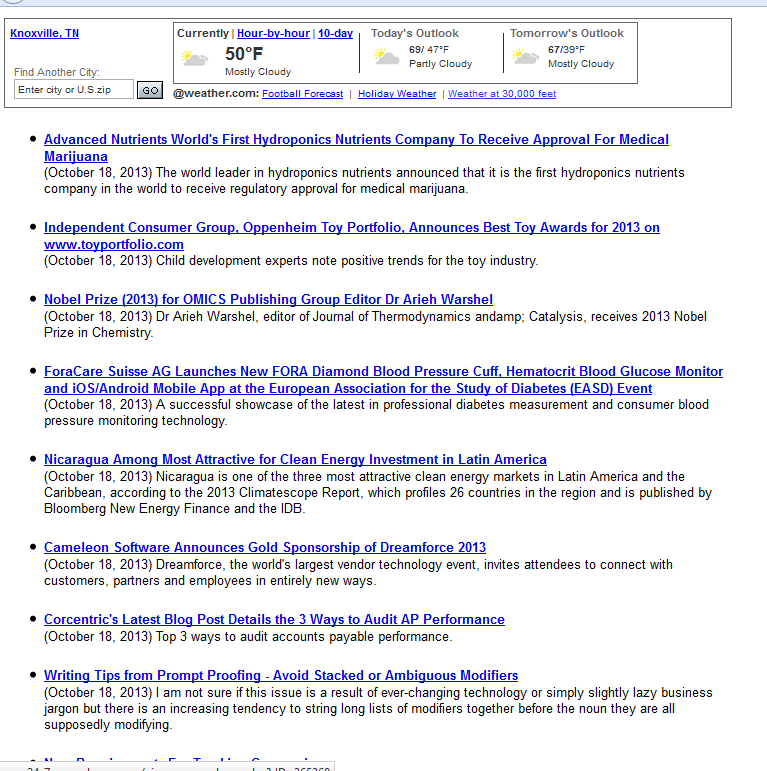 Knoxville, TN
Find Another City:
Enter city or U.S.zip GO
Currently | Hour-by-hour | 10-day
50°F
Mostly Cloudy
Today's Outlook
69/ 47°F
Partly Cloudy
Tomorrow's Outlook
67/39°F
Mostly Cloudy
@weather.com: Football Forecast | Holiday Weather | Weather at 30,000 feet
Advanced Nutrients World's First Hydroponics Nutrients Company To Receive Approval For Medical
Marijuana
(October 18, 2013) The world leader in hydroponics nutrients announced that it is the first hydroponics nutrients
company in the world to receive regulatory approval for medical marijuana.
Independent Consumer Group, Oppenheim Toy Portfolio, Announces Best Toy Awards for 2013 on
www.toyportfolio.com
(October 18, 2013) Child development experts note positive trends for the toy industry.
Nobel Prize (2013) for OMICS Publishing Group Editor Dr Arieh Warshel
(October 18, 2013) Dr Arieh Warshel, editor of Journal of Thermodynamics andamp; Catalysis, receives 2013 Nobel
Prize in Chemistry.
ForaCare Suisse AG Launches New FORA Diamond Blood Pressure Cuff, Hematocrit Blood Glucose Monitor
and iOS/Android Mobile App at the European Association for the Study of Diabetes (EASD) Event
(October 18, 2013) A successful showcase of the latest in professional diabetes measurement and consumer blood
pressure monitoring technology.
Nicaragua Among Most Attractive for Clean Energy Investment in Latin America
(October 18, 2013) Nicaragua is one of the three most attractive clean energy markets in Latin America and the
Caribbean, according to the 2013 Climatescope Report, which profiles 26 countries in the region and is published by
Bloomberg New Energy Finance and the IDB.
Cameleon Software Announces Gold Sponsorship of Dreamforce 2013
(October 18, 2013) Dreamforce, the world's largest vendor technology event, invites attendees to connect with
customers, partners and employees in entirely new ways.
Corcentric's Latest Blog Post Details the 3 Ways to Audit AP Performance
(October 18, 2013) Top 3 ways to audit accounts payable performance.
Writing Tips from Prompt Proofing - Avoid Stacked or Ambiguous Modifiers
(October 18, 2013) I am not sure if this issue is a result of ever-changing technology or simply slightly lazy business
jargon but there is an increasing tendency to string long lists of modifiers together before the noun they are all
supposedly modifying.